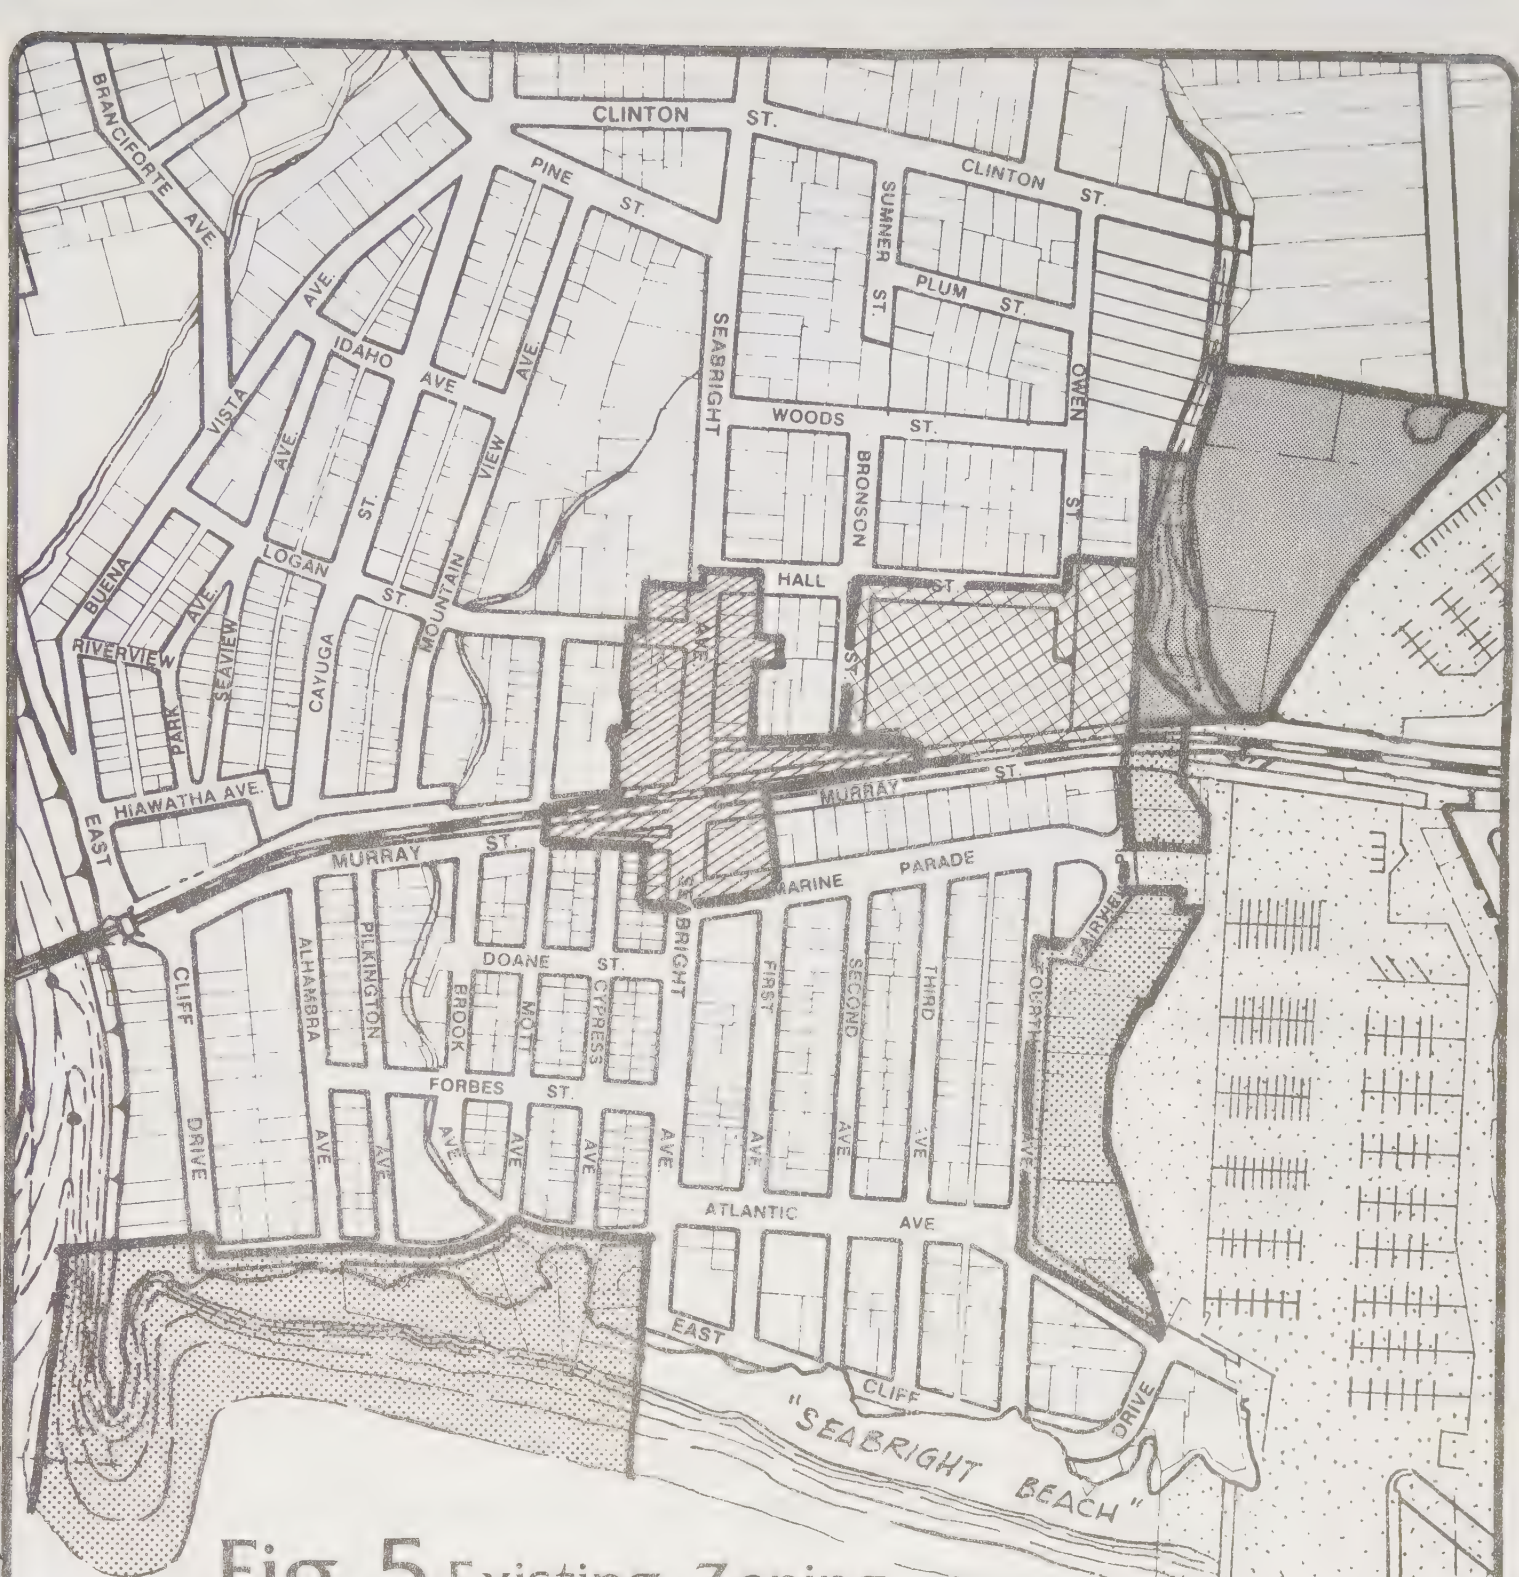 BRANCIFORTE AVE.
CLINTON ST.
CLINTON ST.
PINE ST.
SUMNER ST.
PLUM ST.
SEABRIGHT
AVE.
IDAHO AVE
AVE.
VISTA
AVE.
WOODS ST.
OWEN
ST.
BRONSON
ST.
VIEW
ST.
LOGAN ST.
MOUNTAIN
HALL ST.
AVE.
BUENA
AVE.
RIVERVIEW
SEAVIEW
CAYUGA
PARK
HIAWATHA AVE.
EAST
MURRAY ST.
MURRAY ST.
MARINE PARADE
SEABRIGHT
FAIRWEL
CLIFF
DRIVE
ALHAMBRA
AVE
PILKINGTON
AVE
DOANE ST.
BROOK
AVE
MOTT
AVE
CYPRESS
AVE
FIRST
AVE
SECOND
AVE
THIRD
AVE
FOURTH
AVE
FORBES ST.
AVE
ATLANTIC AVE
EAST
CLIFF
DRIVE
"SEABRIGHT BEACH"
Fig. 5 Existing Zoning